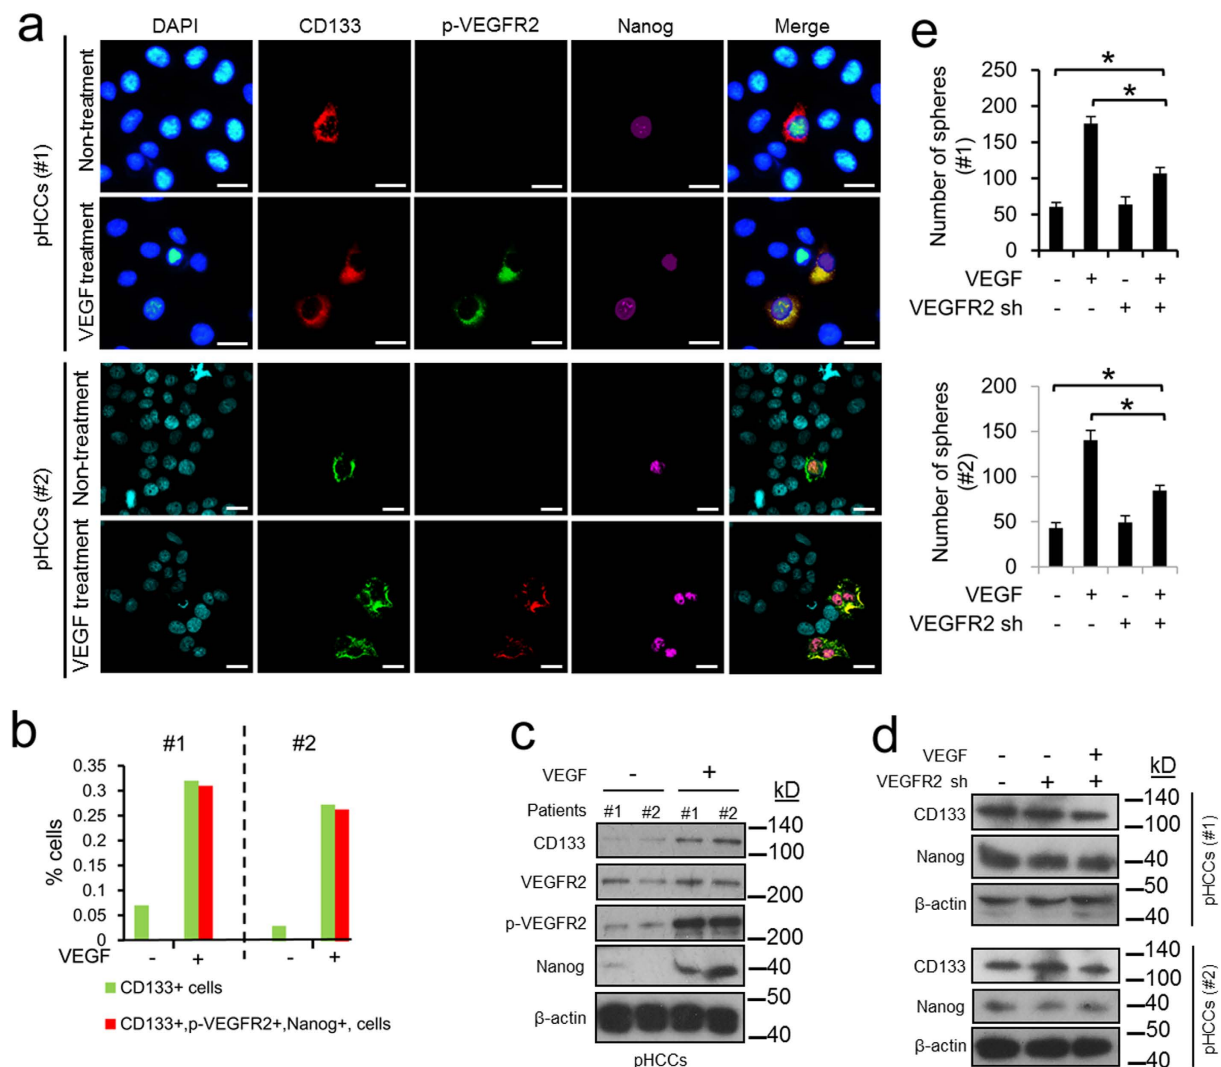 a
DAPI CD133 p-VEGFR2 Nanog Merge
pHCCs (#1)
Non-treatment
VEGF treatment
pHCCs (#2)
Non-treatment
VEGF treatment
b
#1 #2
% cells
0.35
0.3
0.25
0.2
0.15
0.1
0.05
0
VEGF - + - +
CD133+ cells
CD133+,p-VEGFR2+,Nanog+, cells
c
VEGF - +
kD
Patients #1 #2 #1 #2
CD133
140
100
VEGFR2
200
p-VEGFR2
200
Nanog
40
β-actin
50
40
pHCCs
d
VEGF - - +
VEGFR2 sh - + +
kD
CD133
140
100
Nanog
40
β-actin
50
40
pHCCs (#1)
CD133
140
100
Nanog
40
β-actin
50
40
pHCCs (#2)
e
Number of spheres
(#1)
250
200
150
100
50
0
*
*
VEGF - + - +
VEGFR2 sh - - + +
Number of spheres
(#2)
200
150
100
50
0
*
*
VEGF - + - +
VEGFR2 sh - - + +